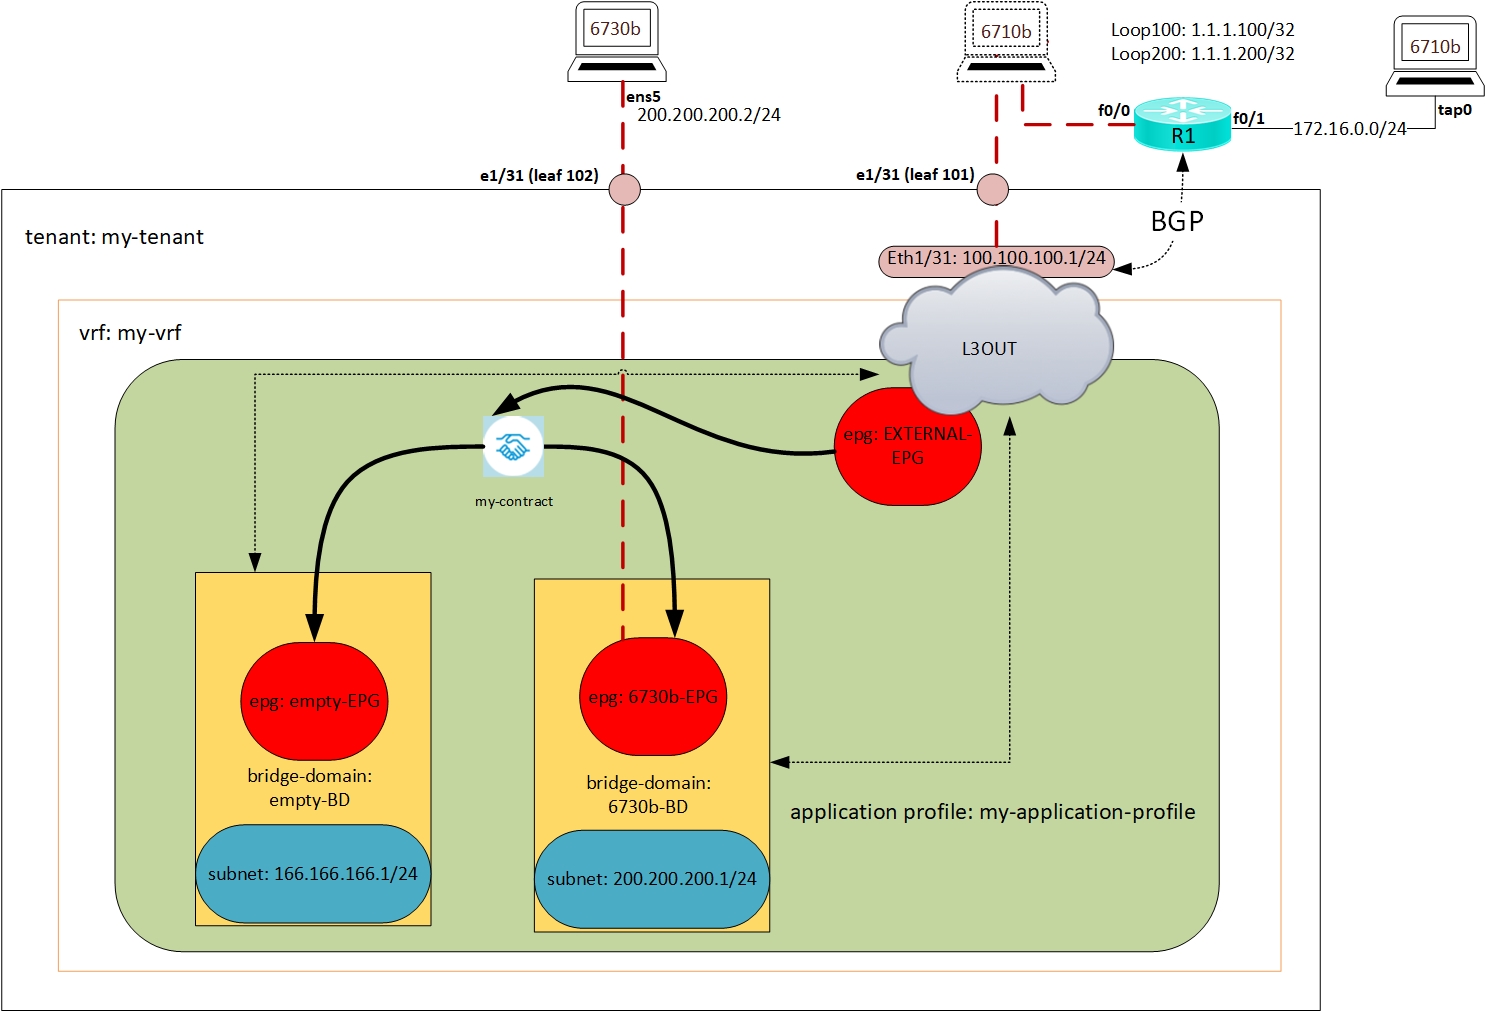 6730b
6710b
Loop100: 1.1.1.100/32
Loop200: 1.1.1.200/32
6710b
ens5
200.200.200.2/24
f0/0
R1
f0/1
172.16.0.0/24
tap0
e1/31 (leaf 102)
e1/31 (leaf 101)
BGP
tenant: my-tenant
Eth1/31: 100.100.100.1/24
vrf: my-vrf
L3OUT
epg: EXTERNAL-
EPG
my-contract
epg: empty-EPG
epg: 6730b-EPG
bridge-domain:
empty-BD
bridge-domain:
6730b-BD
application profile: my-application-profile
subnet: 166.166.166.1/24
subnet: 200.200.200.1/24